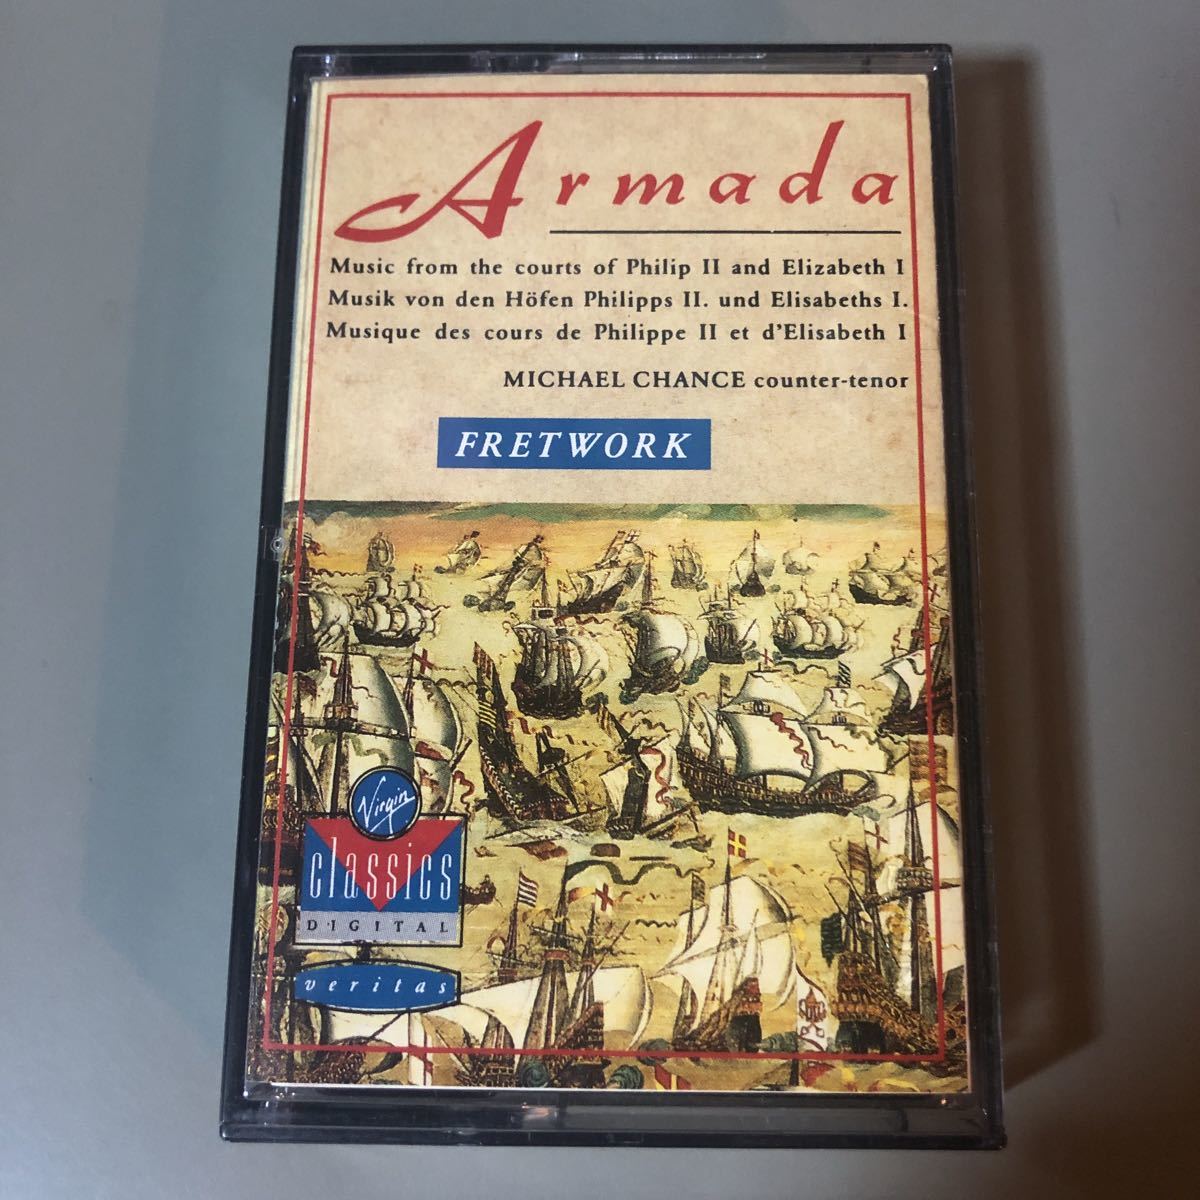 Armada
Music from the courts of Philip II and Elizabeth I
Musik von den Höfen Philipps II. und Elisabeths I.
Musique des cours de Philippe II et d'Elisabeth I
MICHAEL CHANCE counter-tenor
FRETWORK
Virgin
classics
DIGITAL
veritas